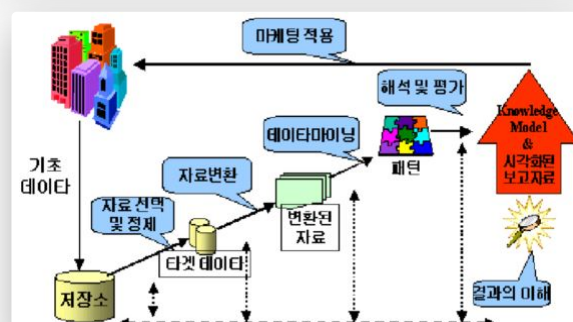 마케팅 적용
해석 및 평가
Knowledge
Model
&
시각화된
보고자료
데이타마이닝
패턴
기초
데이타
자료변환
자료 선택
및 정제
변환된
자료
타겟 데이타
저장소
결과의 이해